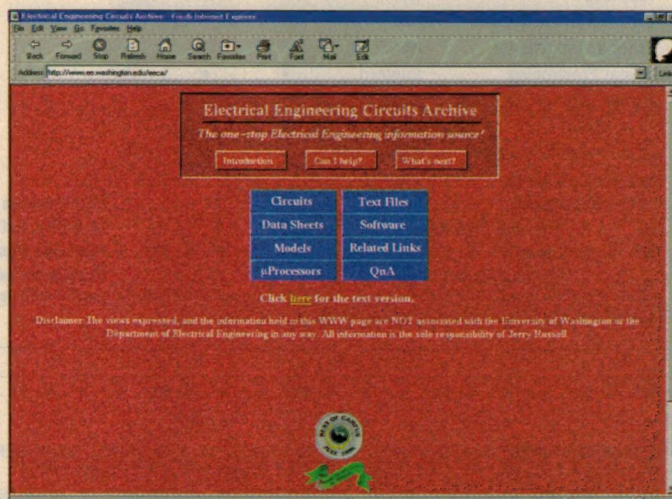 Electrical Engineering Circuits Archive - Fujeds Internet Explorer
File Edit View Go Favorites Help
Back Forward Stop Refresh Home Search Favorites Print Font Mail Edit
Address http://www.ee.washington.edu/eeca/
Electrical Engineering Circuits Archive
The one-stop Electrical Engineering information source!
Introduction Can I help? What's next?
Circuits Text Files
Data Sheets Software
Models Related Links
µProcessors QnA
Click here for the text version.
Disclaimer: The views expressed, and the information held in this WWW page are NOT associated with the University of Washington or the
Department of Electrical Engineering in any way. All information is the sole responsibility of Jerry Russell
BEST OF CAMPUS